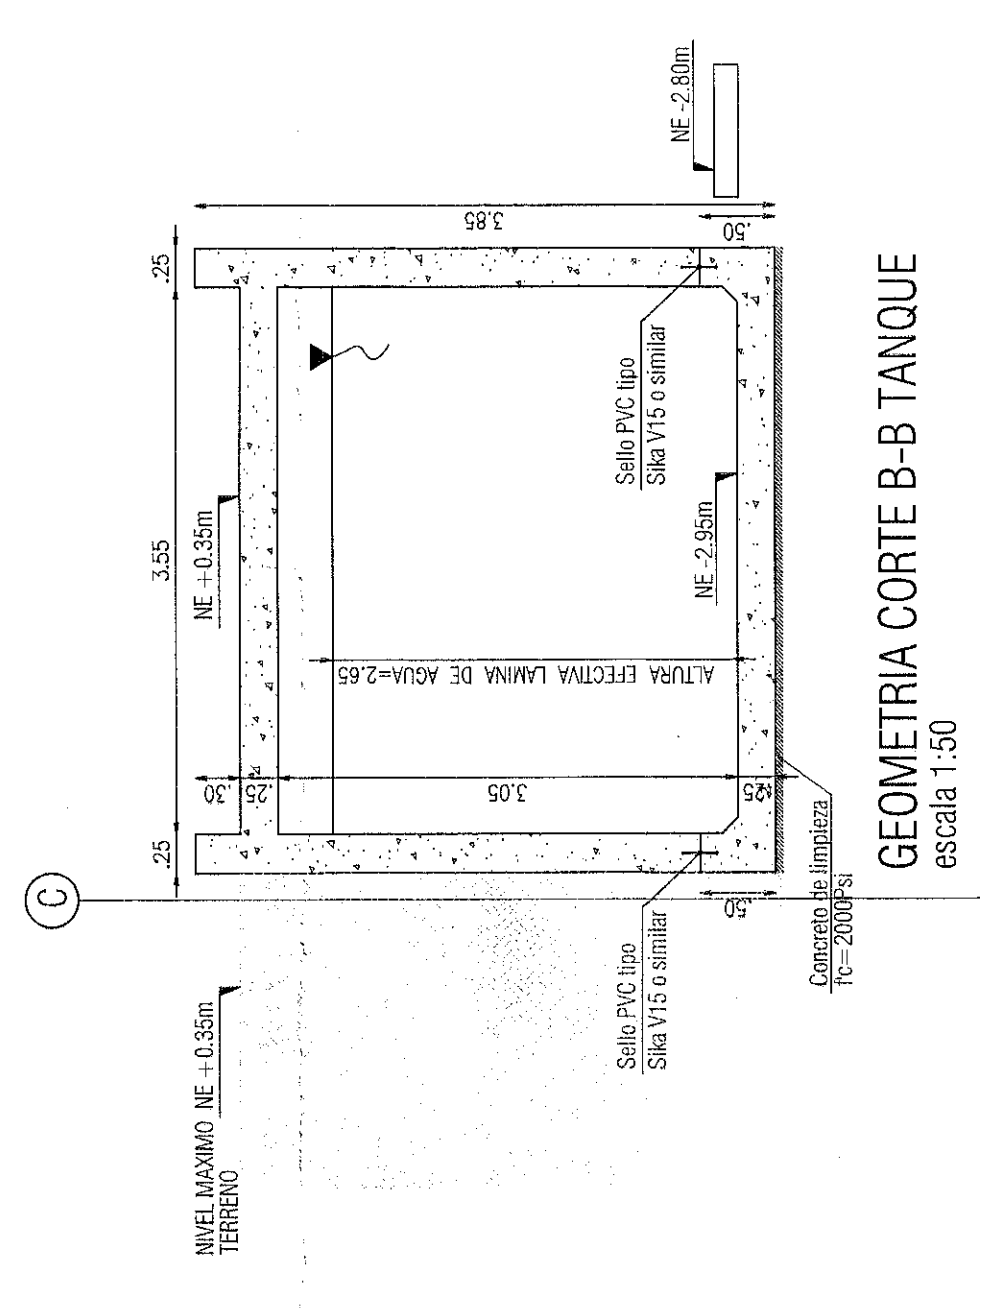 C
NIVEL MAXIMO NE +0.35m
TERRENO
.25
3.55
.25
NE +0.35m
.30
.25
3.05
.25
ALTURA EFECTIVA LAMINA DE AGUA=2.65
3.85
NE -2.80m
Sello PVC tipo
Sika V15 o similar
Sello PVC tipo
Sika V15 o similar
NE -2.95m
.50
.50
Concreto de limpieza
f'c=2000Psi
GEOMETRIA CORTE B-B TANQUE
escala 1:50